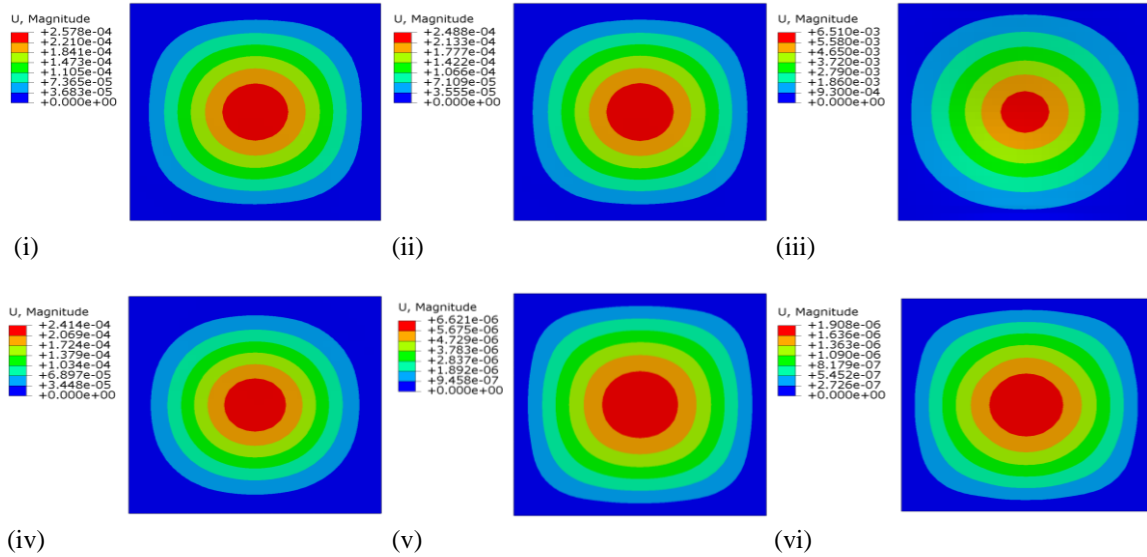 U, Magnitude
+2.578e-04
+2.210e-04
+1.841e-04
+1.473e-04
+1.105e-04
+7.365e-05
+3.683e-05
+0.000e+00
(i)
U, Magnitude
+2.488e-04
+2.133e-04
+1.777e-04
+1.422e-04
+1.066e-04
+7.109e-05
+3.555e-05
+0.000e+00
(ii)
U, Magnitude
+6.510e-03
+5.580e-03
+4.650e-03
+3.720e-03
+2.790e-03
+1.860e-03
+9.300e-04
+0.000e+00
(iii)
U, Magnitude
+2.414e-04
+2.069e-04
+1.724e-04
+1.379e-04
+1.034e-04
+6.897e-05
+3.448e-05
+0.000e+00
(iv)
U, Magnitude
+6.621e-06
+5.675e-06
+4.729e-06
+3.783e-06
+2.837e-06
+1.892e-06
+9.458e-07
+0.000e+00
(v)
U, Magnitude
+1.908e-06
+1.636e-06
+1.363e-06
+1.090e-06
+8.179e-07
+5.452e-07
+2.726e-07
+0.000e+00
(vi)